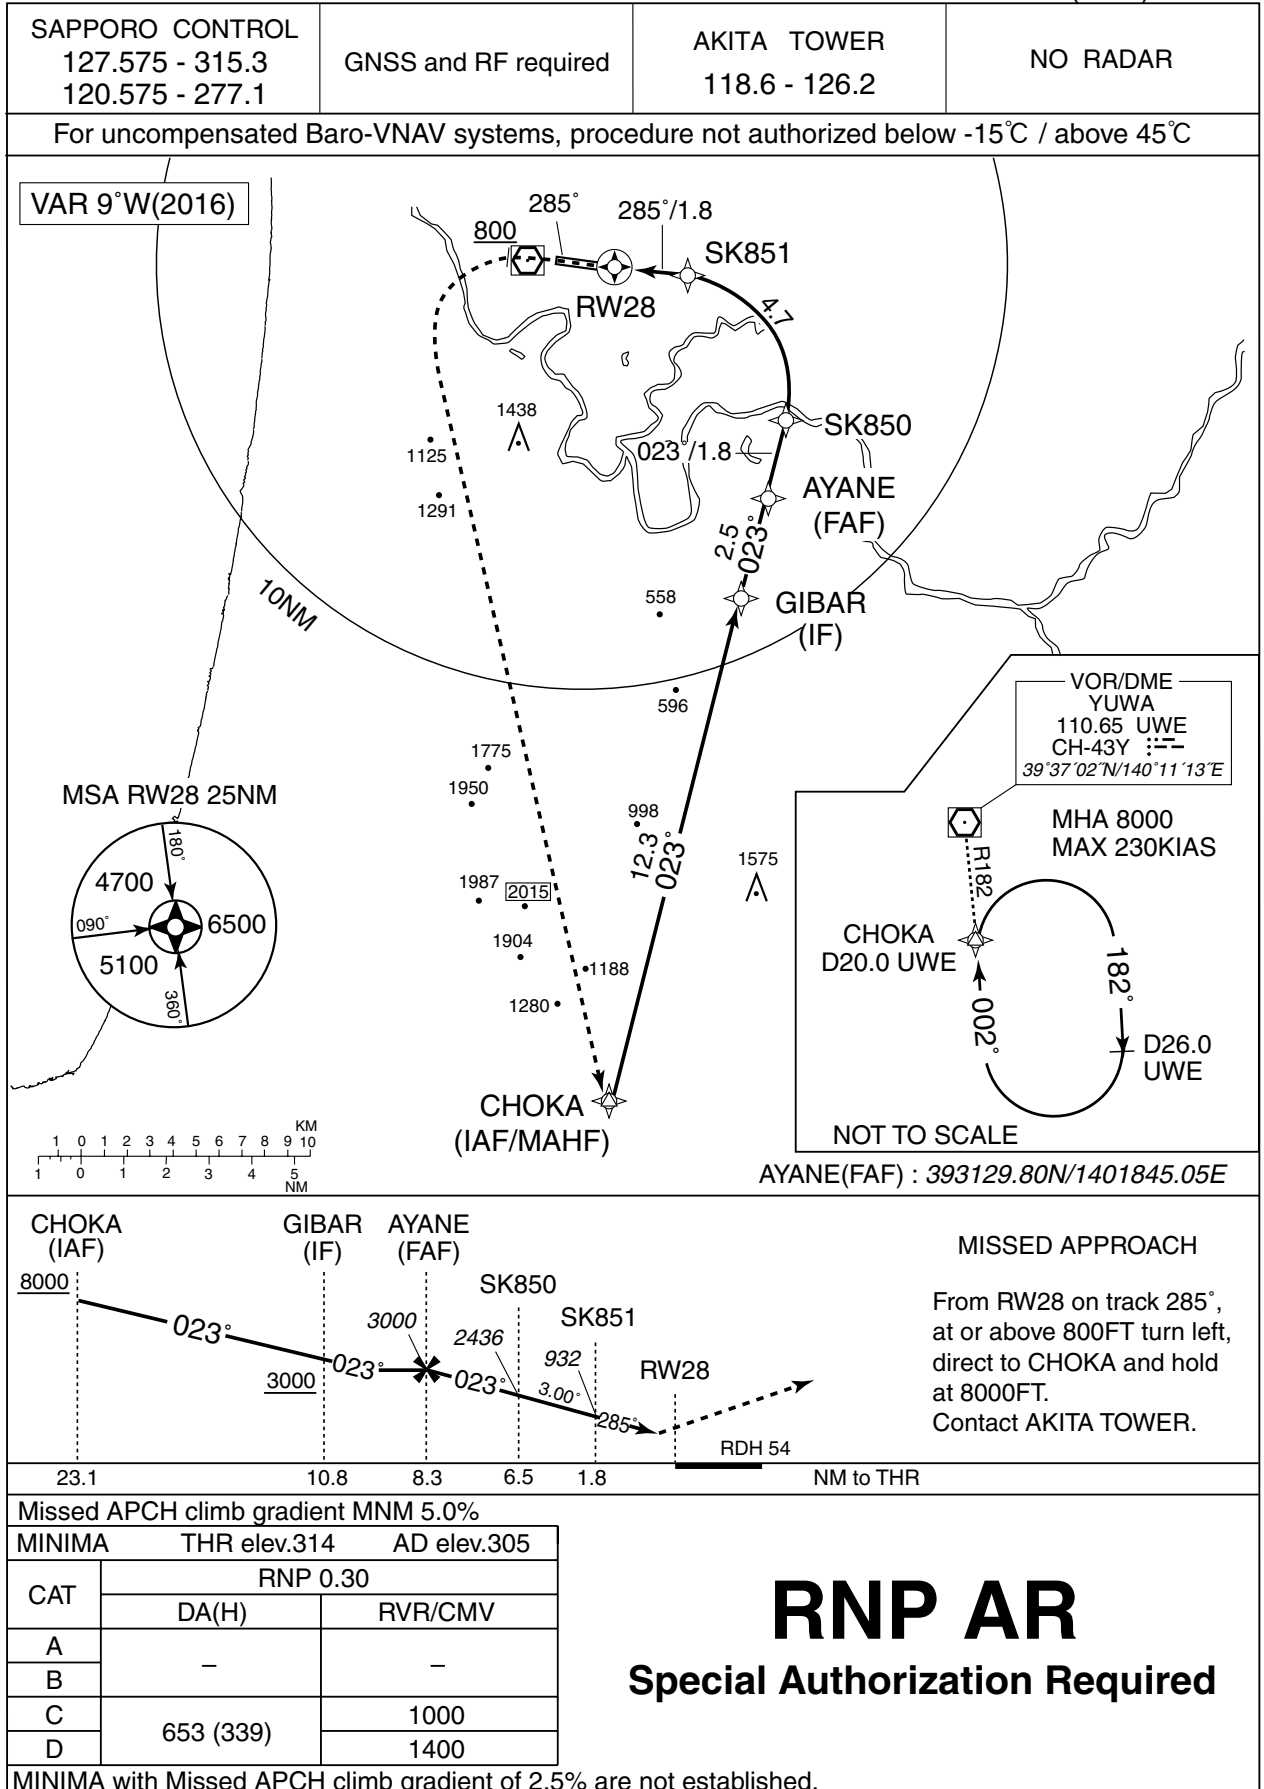 SAPPORO CONTROL
127.575 - 315.3
120.575 - 277.1
GNSS and RF required
AKITA TOWER
118.6 - 126.2
NO RADAR
For uncompensated Baro-VNAV systems, procedure not authorized below -15℃ / above 45℃
VAR 9°W(2016)
800
285°
285°/1.8
SK851
RW28
4.7
1438
1125
1291
SK850
023°/1.8
AYANE
(FAF)
2.5
023°
GIBAR
(IF)
558
10NM
596
1775
1950
998
12.3
023°
1575
1987
2015
1904
1188
1280
CHOKA
(IAF/MAHF)
MSA RW28 25NM
180°
4700
090°
6500
5100
360°
KM
1 0 1 2 3 4 5 6 7 8 9 10
1 0 1 2 3 4 5
NM
VOR/DME
YUWA
110.65 UWE
CH-43Y
39°37´02˝N/140°11´13˝E
MHA 8000
MAX 230KIAS
R182
CHOKA
D20.0 UWE
182°
002°
D26.0
UWE
NOT TO SCALE
AYANE(FAF) : 393129.80N/1401845.05E
CHOKA
(IAF)
GIBAR
(IF)
AYANE
(FAF)
SK850
SK851
RW28
8000
023°
3000
023°
3000
023°
2436
3.00°
932
285°
RDH 54
23.1 10.8 8.3 6.5 1.8 NM to THR
MISSED APPROACH
From RW28 on track 285°,
at or above 800FT turn left,
direct to CHOKA and hold
at 8000FT.
Contact AKITA TOWER.
Missed APCH climb gradient MNM 5.0%
MINIMA THR elev.314 AD elev.305
CAT RNP 0.30
DA(H) RVR/CMV
A
B
– –
C 653 (339) 1000
D 1400
MINIMA with Missed APCH climb gradient of 2.5% are not established.
RNP AR
Special Authorization Required